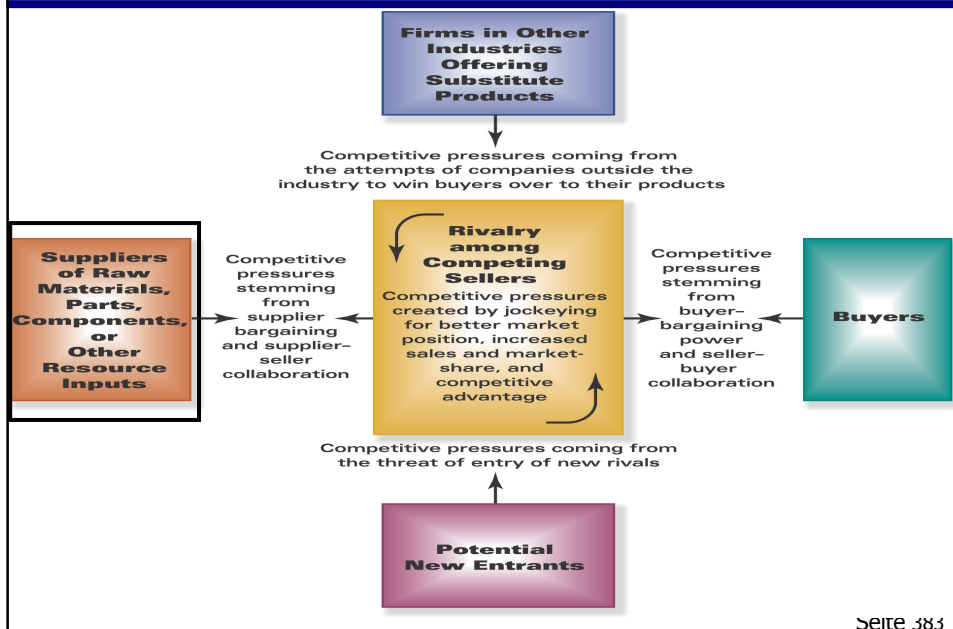 Firms in Other
Industries
Offering
Substitute
Products
Competitive pressures coming from
the attempts of companies outside the
industry to win buyers over to their products
Suppliers
of Raw
Materials,
Parts,
Components,
or
Other
Resource
Inputs
Competitive
pressures
stemming
from
supplier
bargaining
and supplier–
seller
collaboration
Rivalry
among
Competing
Sellers
Competitive pressures
created by jockeying
for better market
position, increased
sales and market-
share, and
competitive
advantage
Competitive
pressures
stemming
from
buyer–
bargaining
power
and seller–
buyer
collaboration
Buyers
Competitive pressures coming from
the threat of entry of new rivals
Potential
New Entrants
Seite 383